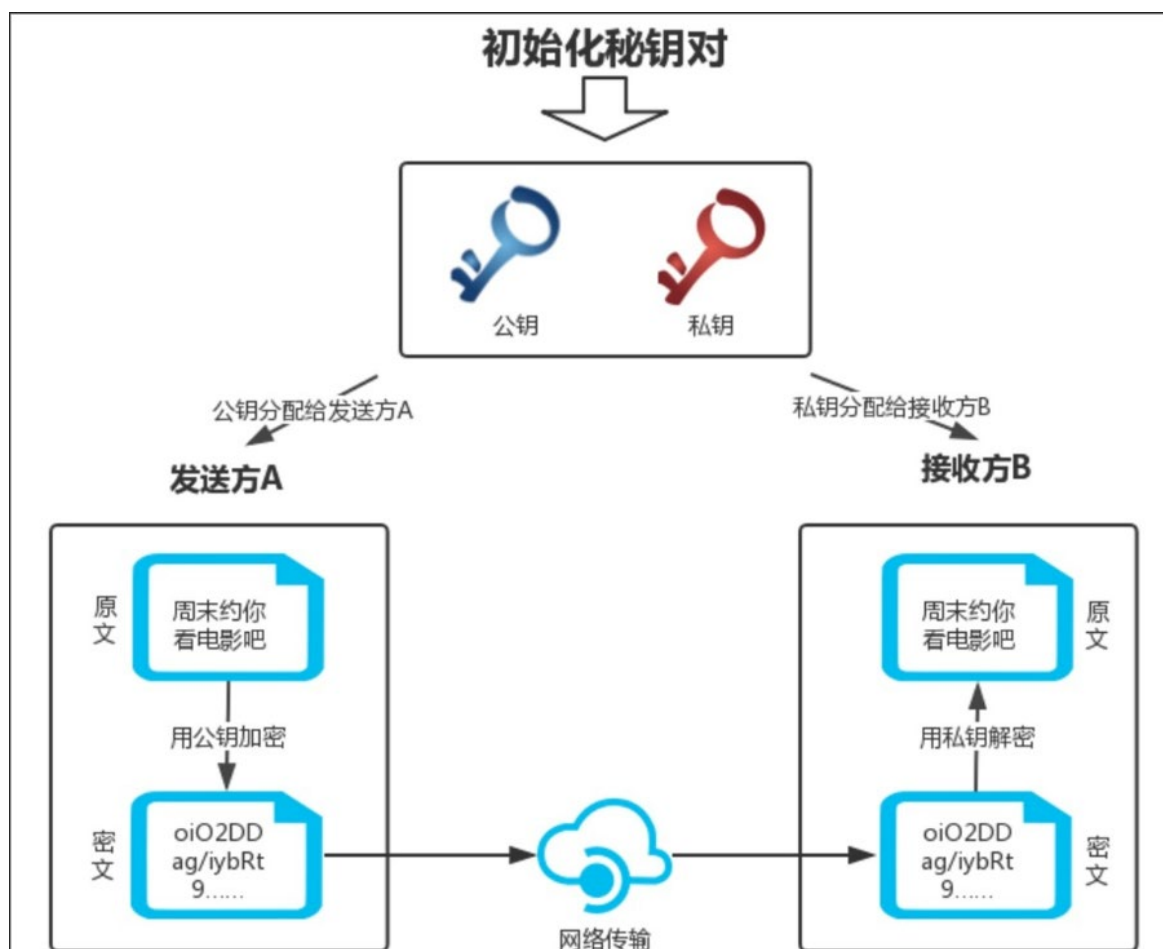 初始化秘钥对
公钥
私钥
公钥分配给发送方A
私钥分配给接收方B
发送方A
接收方B
原
文
周末约你
看电影吧
周末约你
看电影吧
原
文
用公钥加密
用私钥解密
密
文
oiO2DD
ag/iybRt
9......
oiO2DD
ag/iybRt
9......
密
文
网络传输